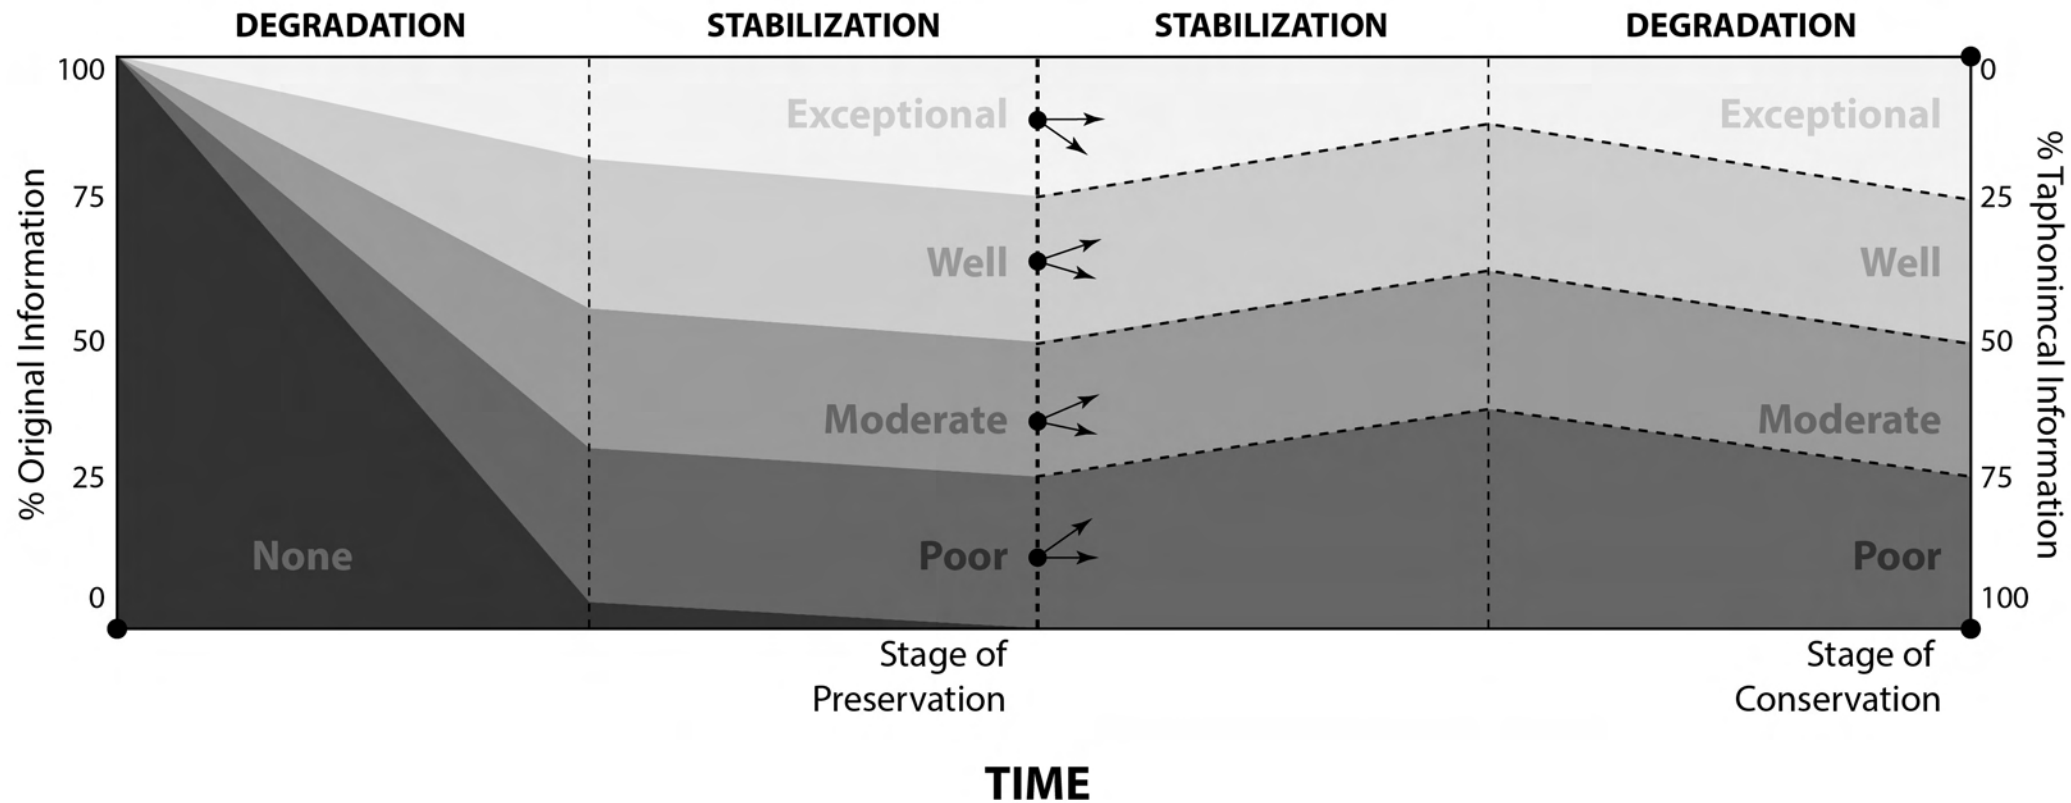 DEGRADATION STABILIZATION STABILIZATION DEGRADATION
100
75
50
25
0
% Original Information
None
Exceptional
Well
Moderate
Poor
Exceptional
Well
Moderate
Poor
0
25
50
75
100
% Taphonimcal Information
Stage of
Preservation
Stage of
Conservation
TIME